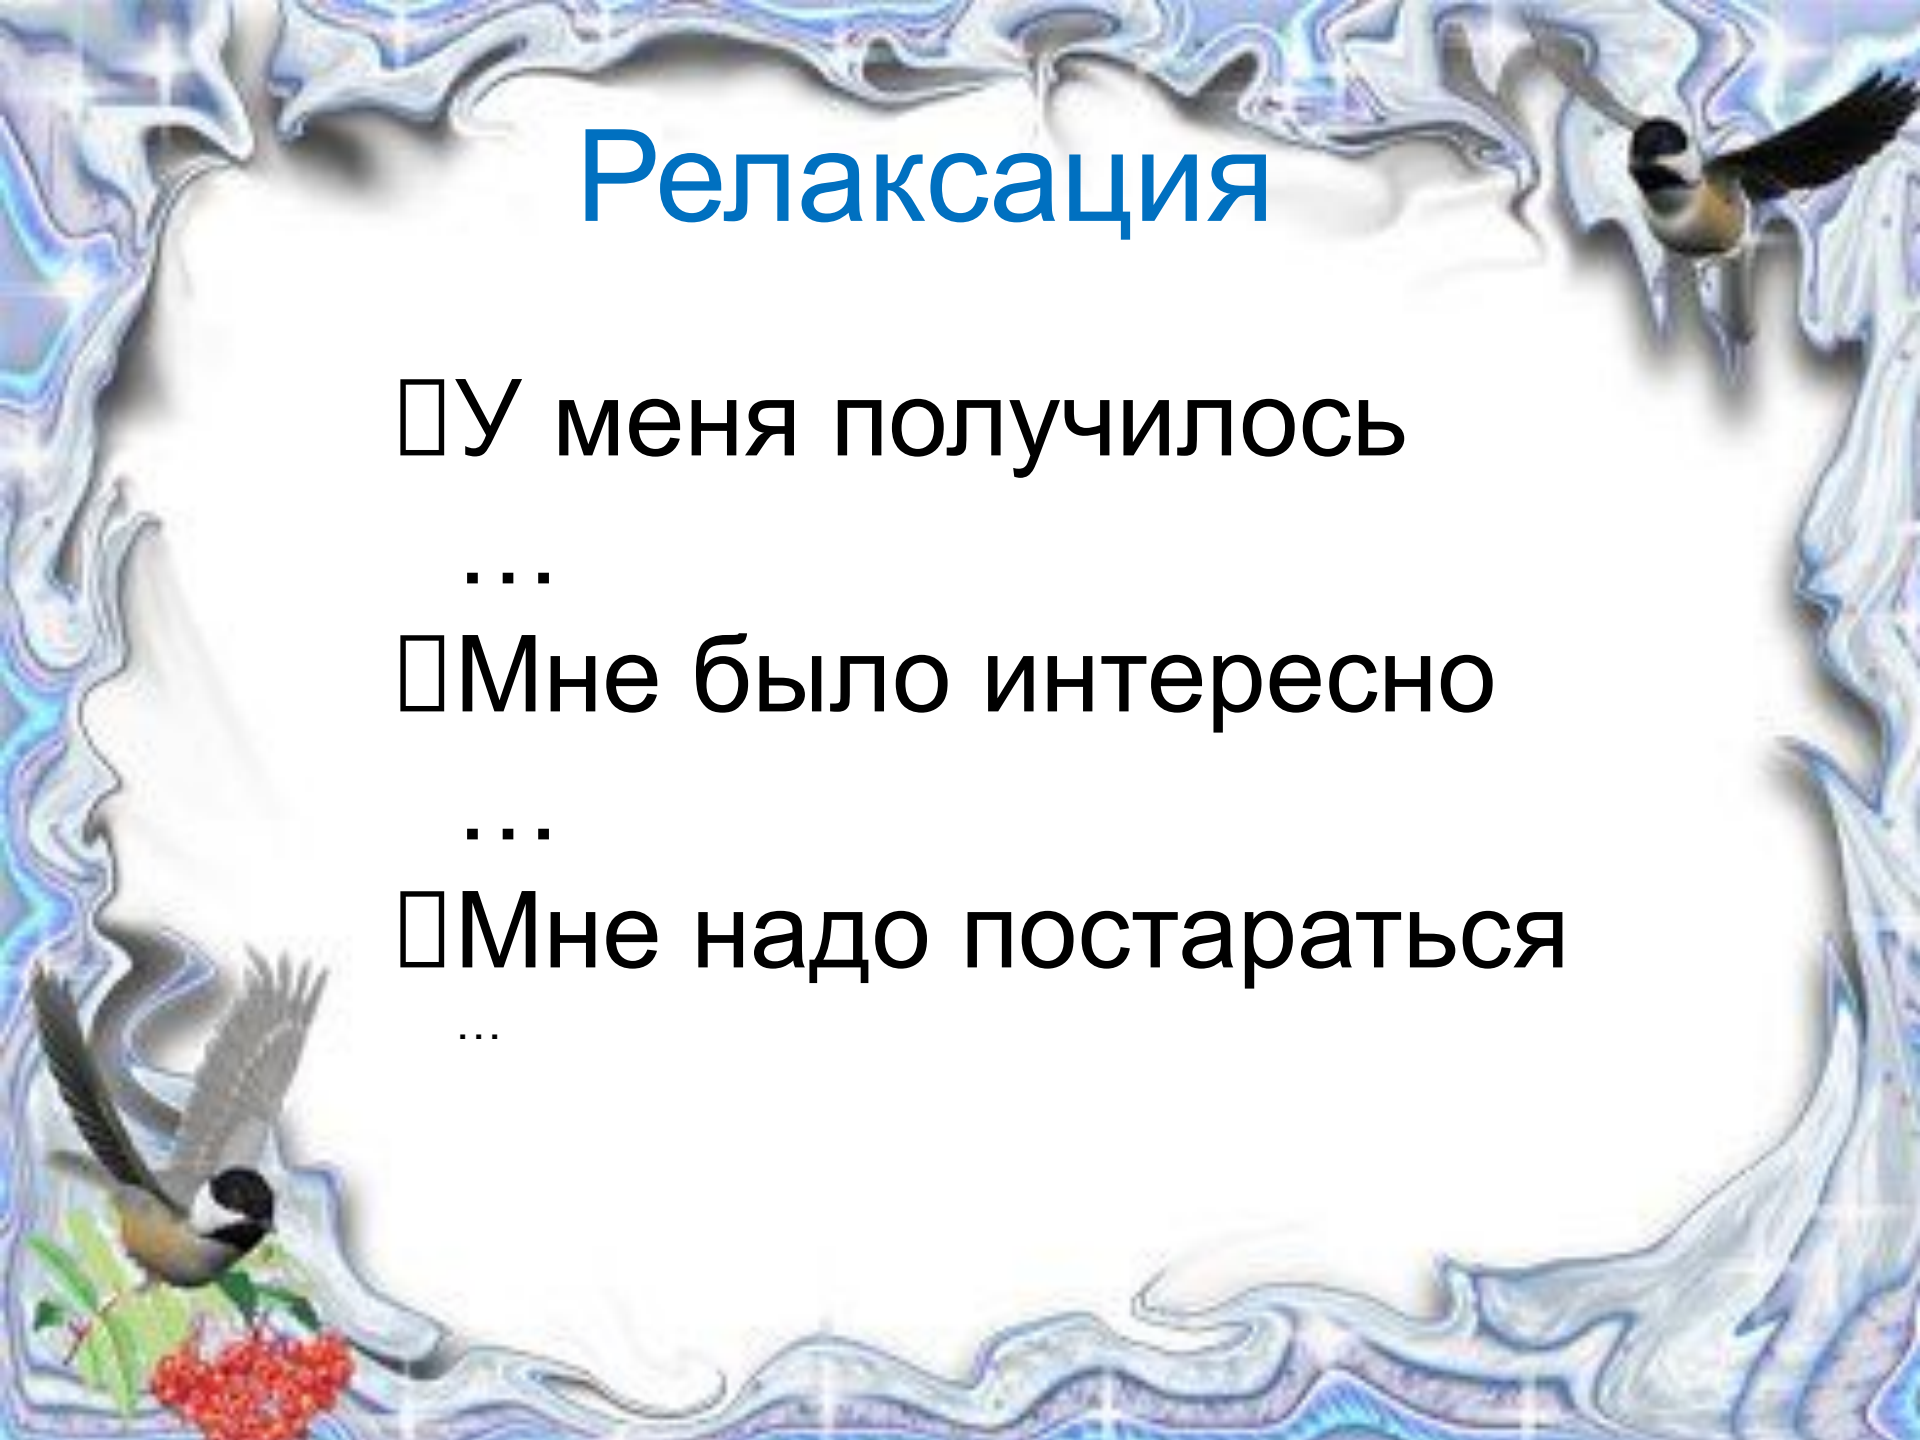 Релаксация
У меня получилось
…
Мне было интересно
…
Мне надо постараться
…